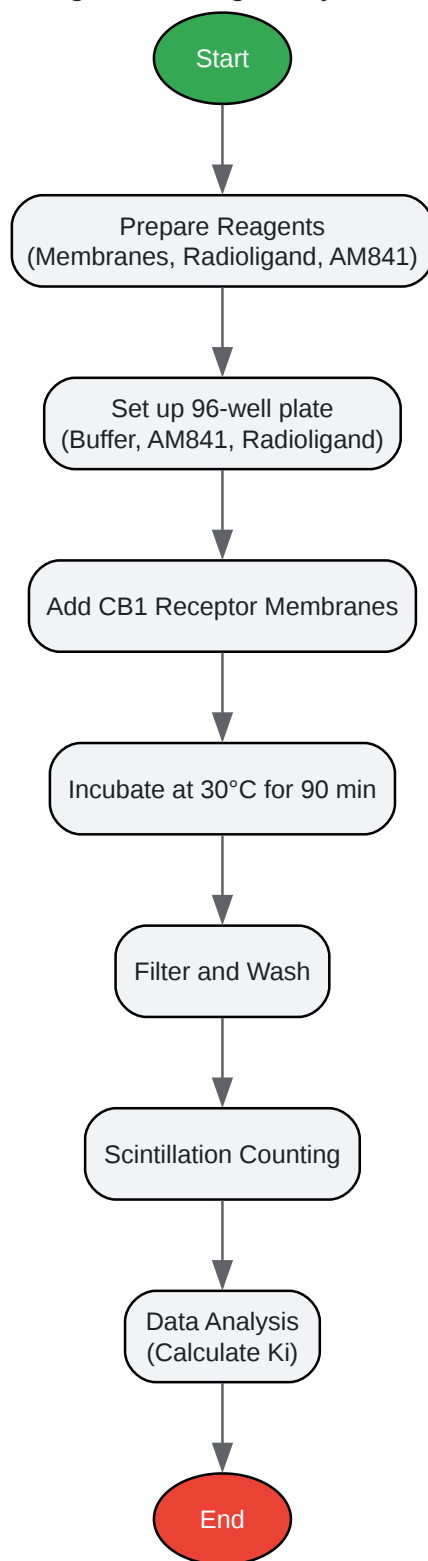 Start
Prepare Reagents
(Membranes, Radioligand, AM841)
Set up 96-well plate
(Buffer, AM841, Radioligand)
Add CB1 Receptor Membranes
Incubate at 30°C for 90 min
Filter and Wash
Scintillation Counting
Data Analysis
(Calculate Ki)
End